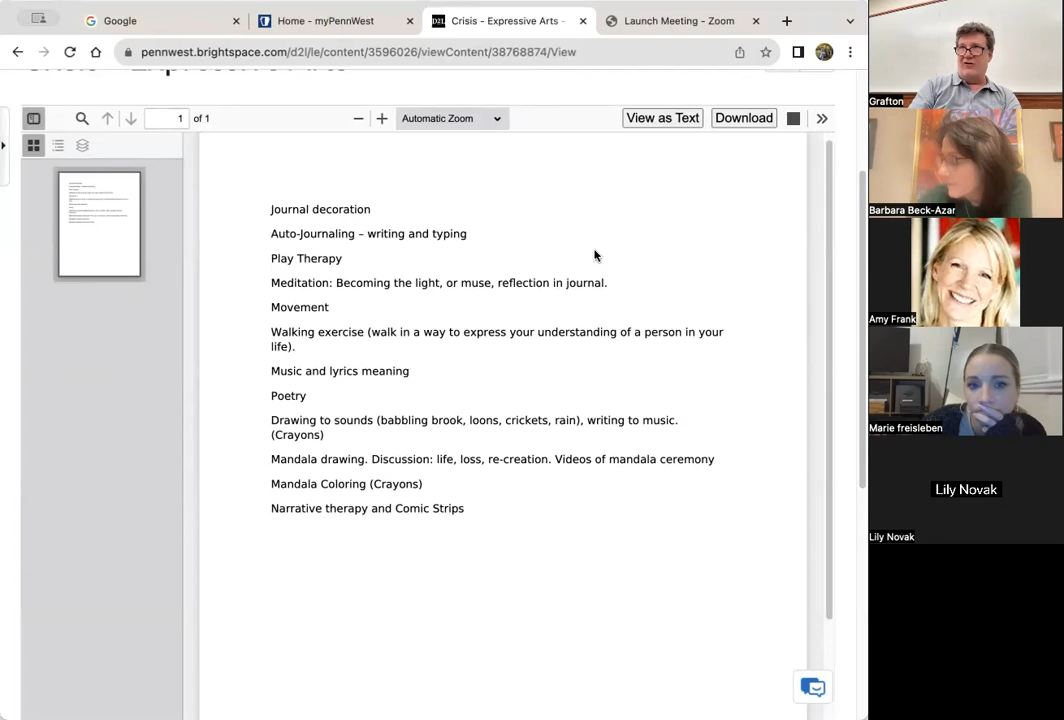 Google
Home – myPennWest
D2L
Crisis - Expressive Arts -
Launch Meeting - Zoom
pennwest.brightspace.com/d2l/le/content/3596026/viewContent/38768874/View
1 of 1
Automatic Zoom
View as Text
Download
Journal decoration
Auto-Journaling – writing and typing
Play Therapy
Meditation: Becoming the light, or muse, reflection in journal.
Movement
Walking exercise (walk in a way to express your understanding of a person in your
life).
Music and lyrics meaning
Poetry
Drawing to sounds (babbling brook, loons, crickets, rain), writing to music.
(Crayons)
Mandala drawing. Discussion: life, loss, re-creation. Videos of mandala ceremony
Mandala Coloring (Crayons)
Narrative therapy and Comic Strips
Grafton
Barbara Beck-Azar
Amy Frank
Marie freisleben
Lily Novak
Lily Novak